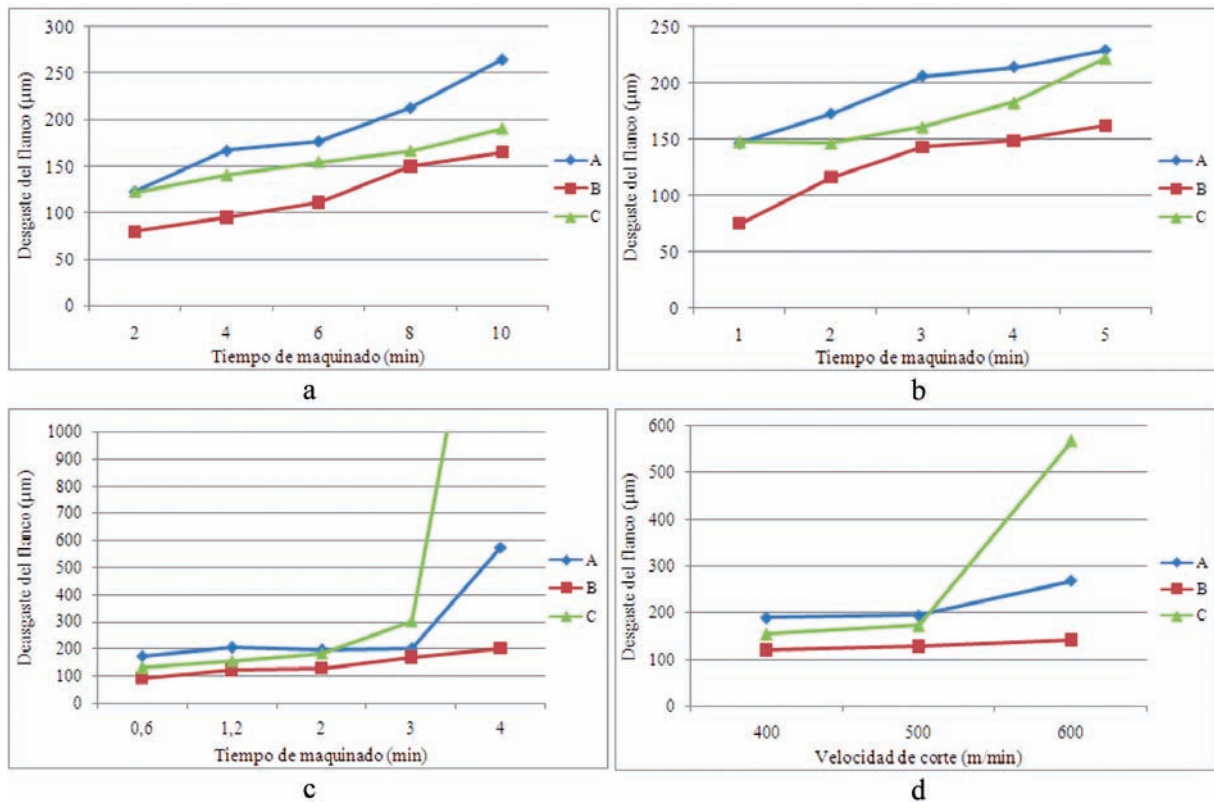 300
250
200
150
100
50
0
Desgaste del flanco (µm)
2 4 6 8 10
Tiempo de maquinado (min)
A
B
C
a
250
200
150
100
50
0
Desgaste del flanco (µm)
1 2 3 4 5
Tiempo de maquinado (min)
A
B
C
b
1000
900
800
700
600
500
400
300
200
100
0
Deasgaste del flanco (µm)
0,6 1,2 2 3 4
Tiempo de maquinado (min)
A
B
C
c
600
500
400
300
200
100
0
Desgaste del flanco (µm)
400 500 600
Velocidad de corte (m/min)
A
B
C
d